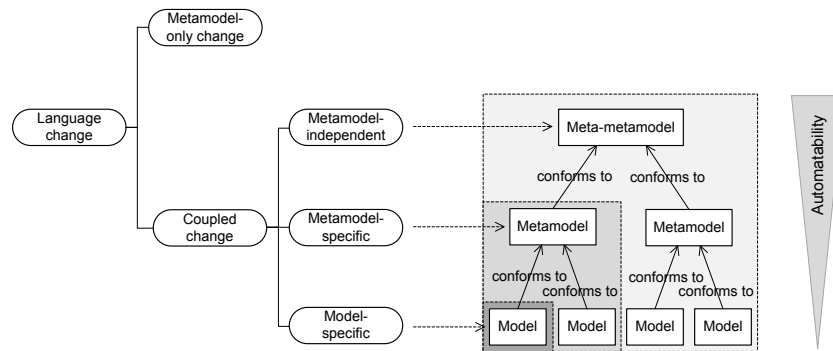 Metamodel-
only change
Language
change
Metamodel-
independent
Meta-metamodel
Automatability
conforms to
conforms to
Coupled
change
Metamodel-
specific
Metamodel
Metamodel
conforms to
conforms to
conforms to
conforms to
Model-
specific
Model
Model
Model
Model